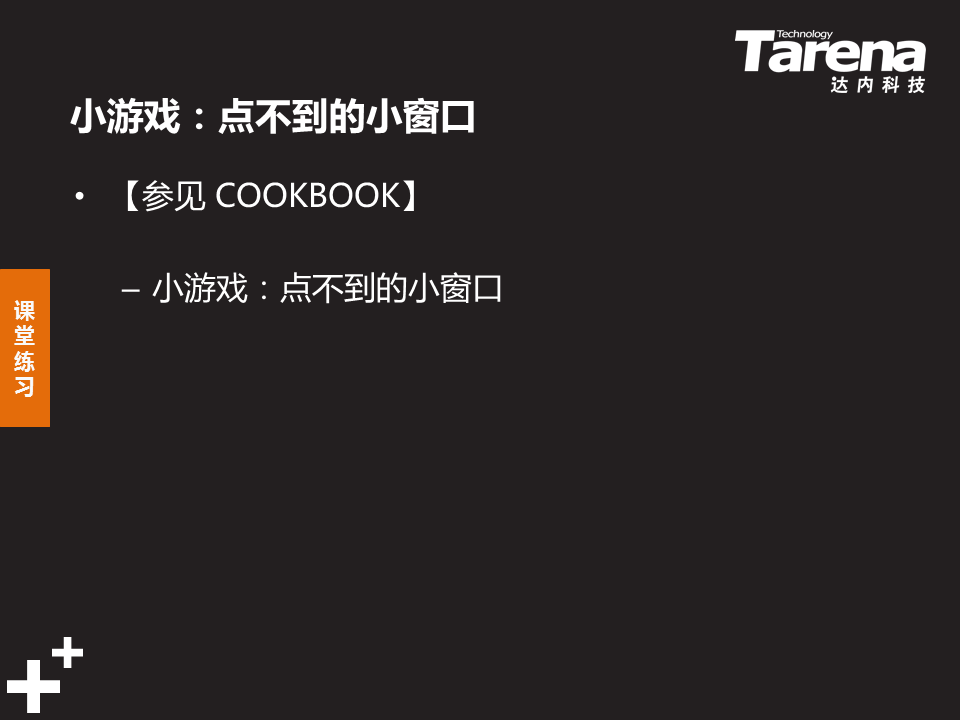 Technology
Tarena
达内科技
小游戏：点不到的小窗口
• 【参见 COOKBOOK】
– 小游戏：点不到的小窗口
课
堂
练
习